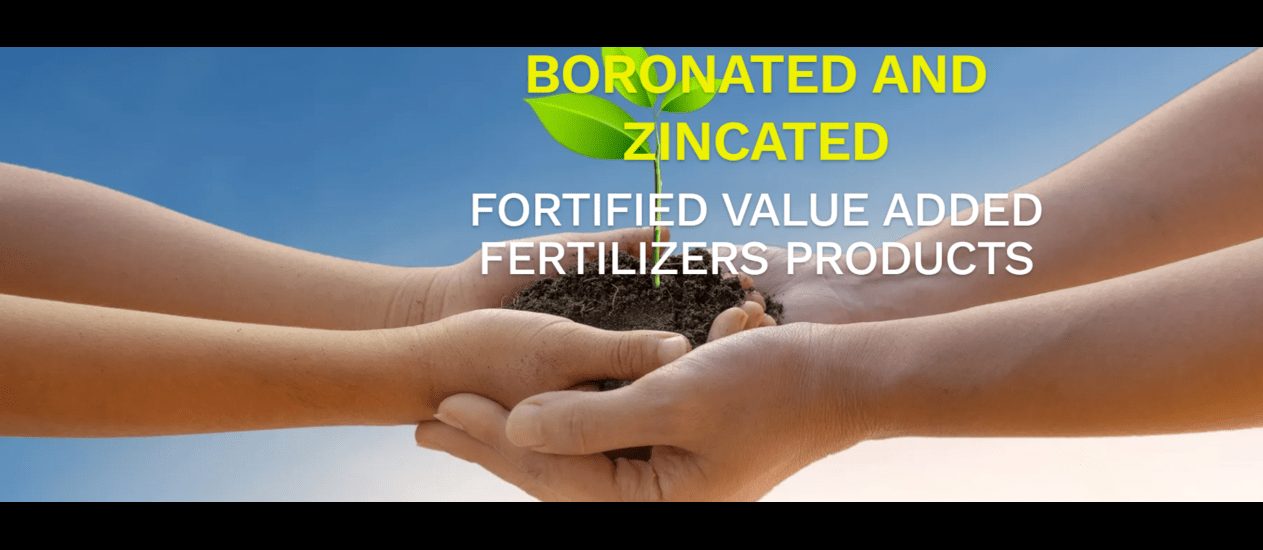 BORONATED AND
ZINCATED
FORTIFIED VALUE ADDED
FERTILIZERS PRODUCTS